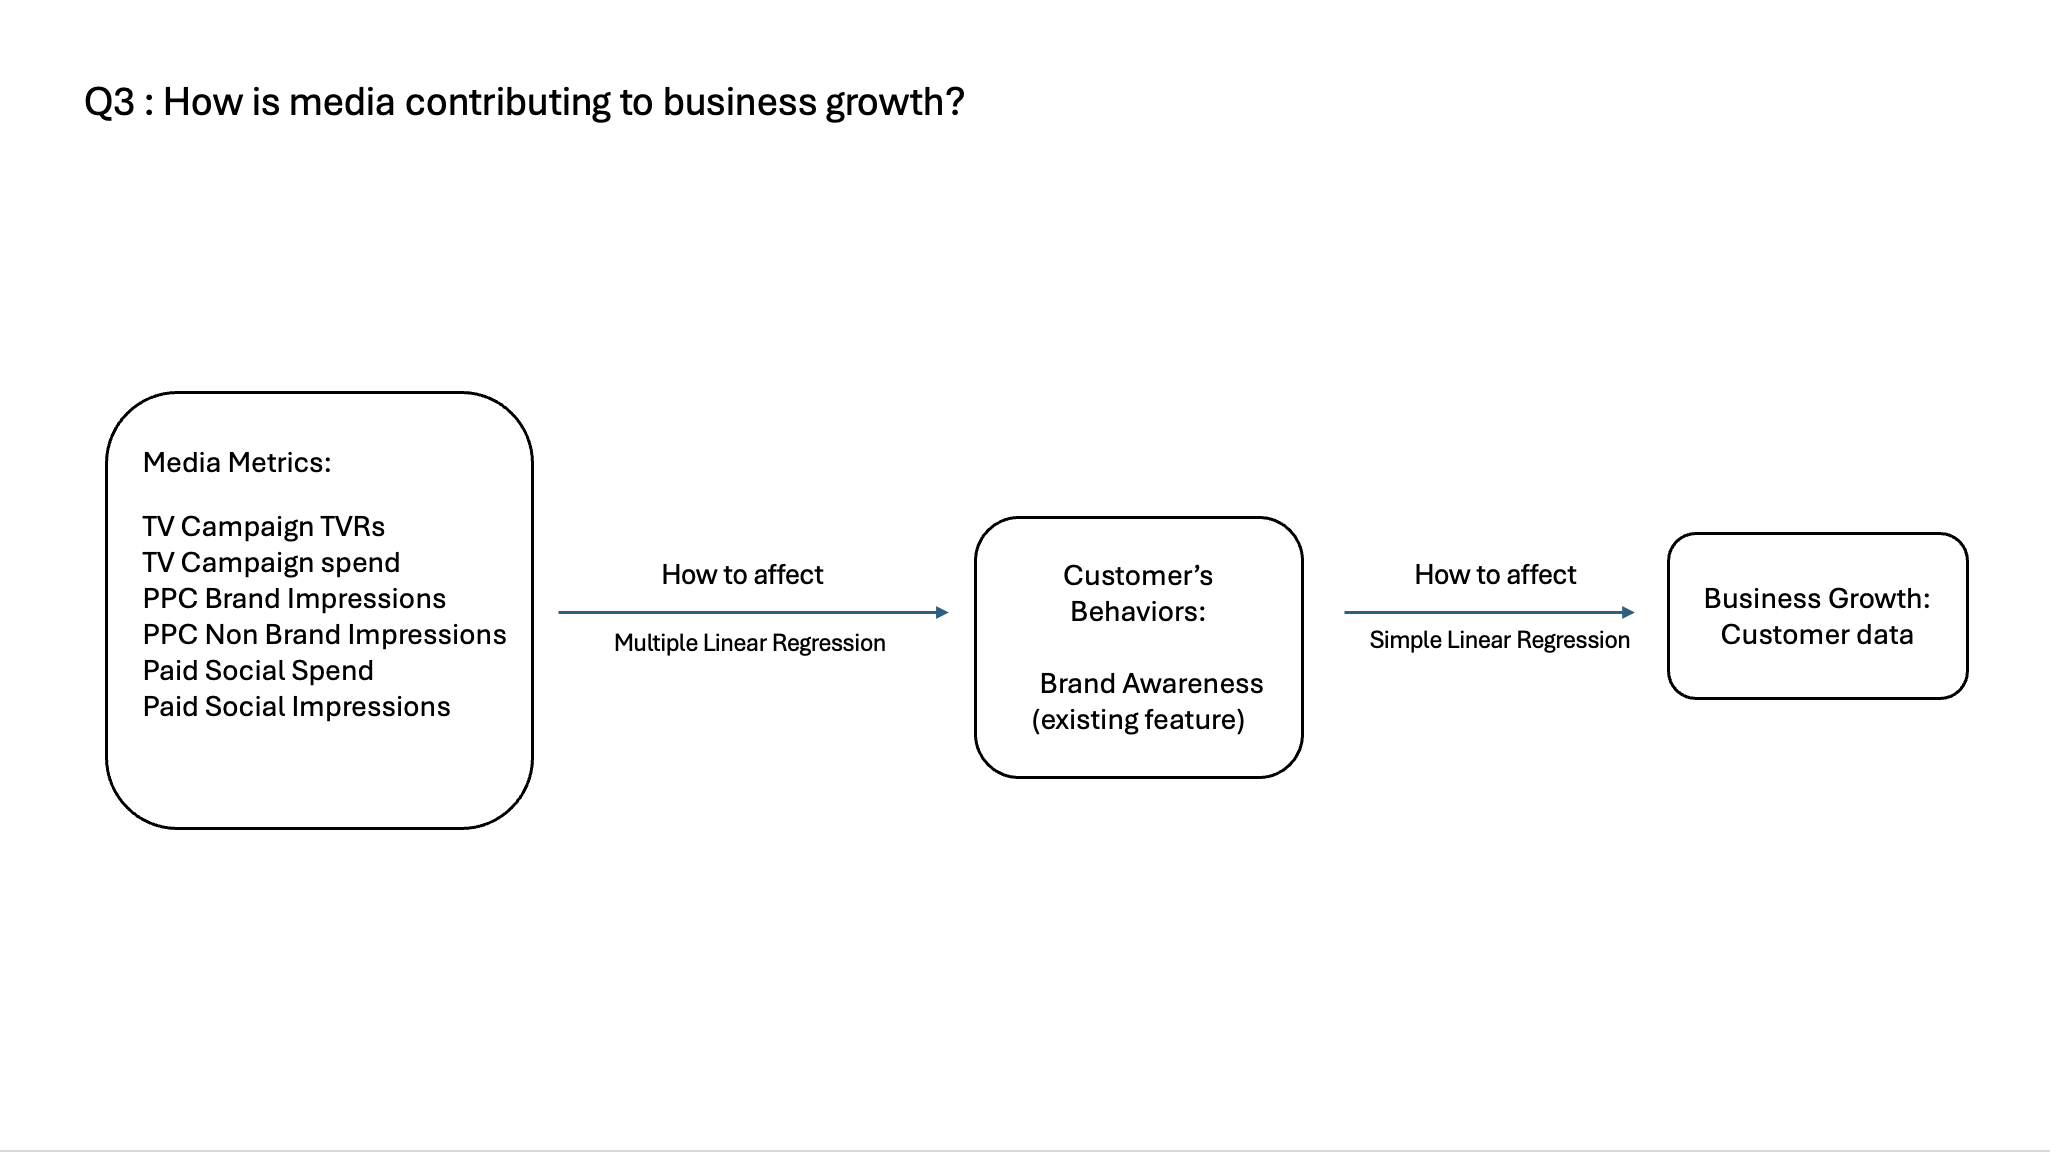 Q3 : How is media contributing to business growth?
Media Metrics:
TV Campaign TVRs
TV Campaign spend
PPC Brand Impressions
PPC Non Brand Impressions
Paid Social Spend
Paid Social Impressions
How to affect
Multiple Linear Regression
Customer’s
Behaviors:
Brand Awareness
(existing feature)
How to affect
Simple Linear Regression
Business Growth:
Customer data